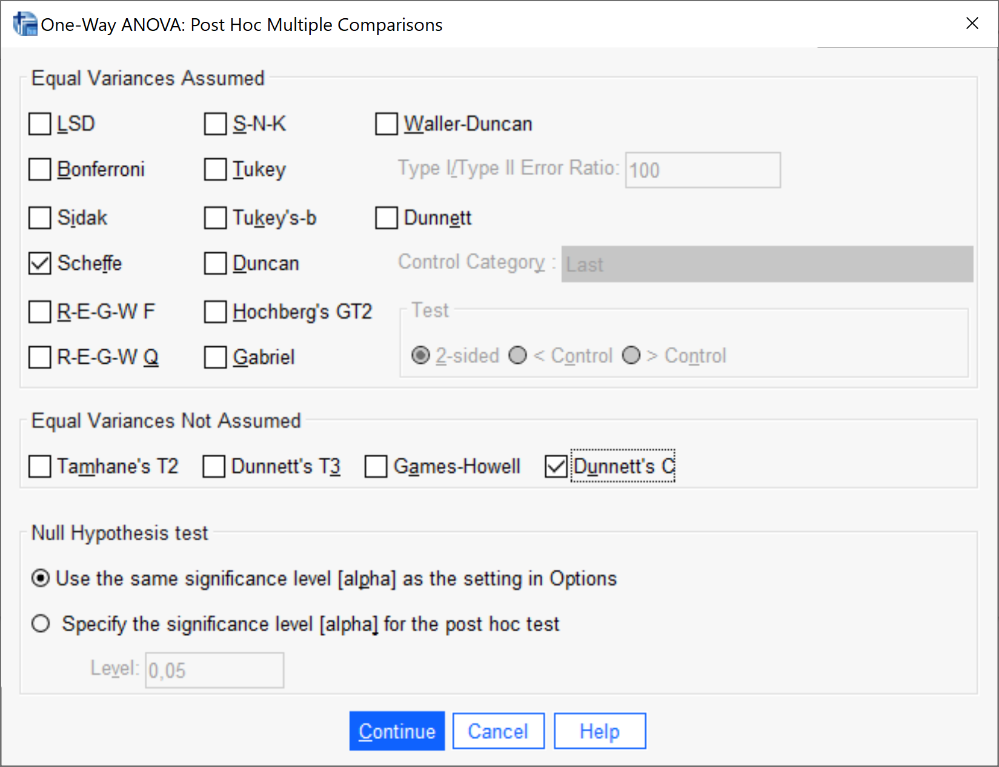 One-Way ANOVA: Post Hoc Multiple Comparisons
Equal Variances Assumed
LSD S-N-K Waller-Duncan
Bonferroni Tukey Type I/Type II Error Ratio: 100
Sidak Tukey's-b Dunnett
Scheffe Duncan Control Category : Last
R-E-G-W F Hochberg's GT2 Test
R-E-G-W Q Gabriel 2-sided < Control > Control
Equal Variances Not Assumed
Tamhane's T2 Dunnett's T3 Games-Howell Dunnett's C
Null Hypothesis test
Use the same significance level [alpha] as the setting in Options
Specify the significance level [alpha] for the post hoc test
Level: 0,05
Continue Cancel Help